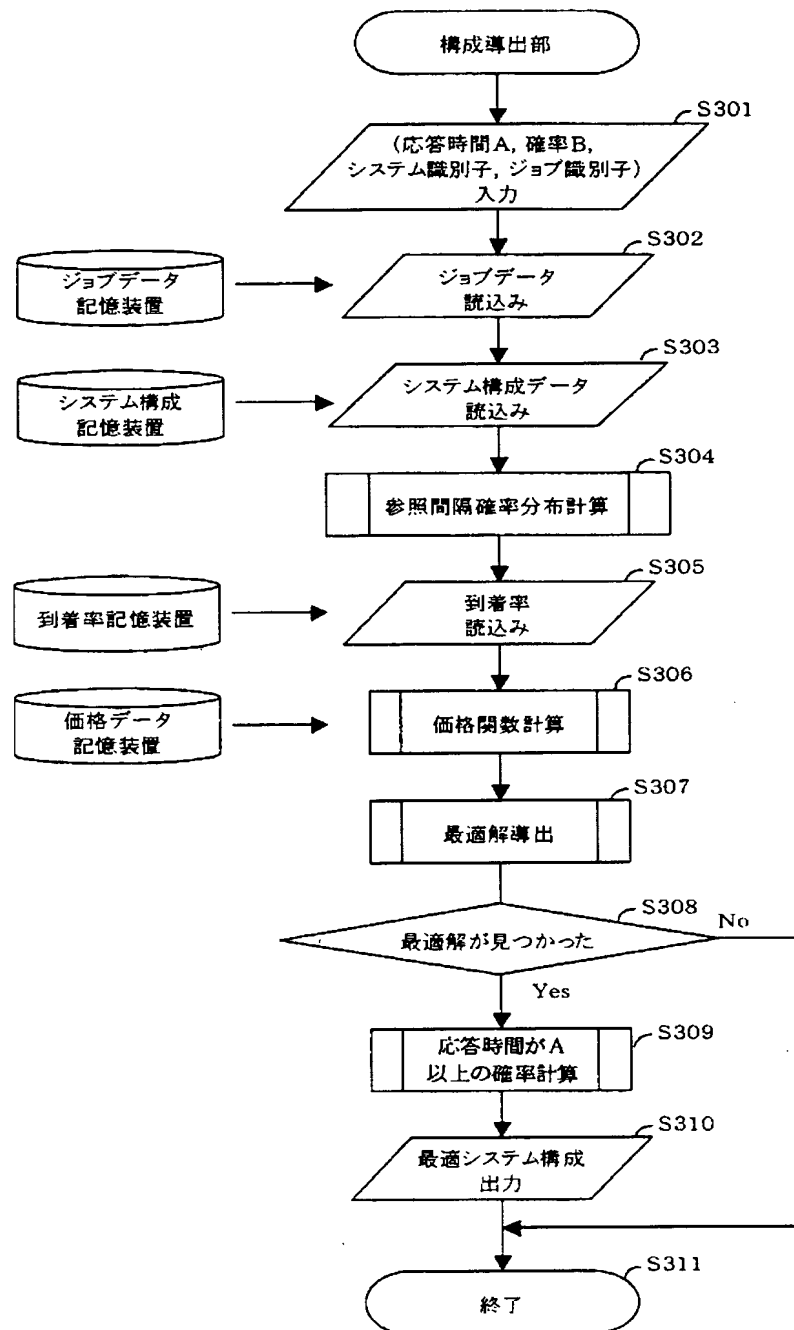 構成導出部
S301
(応答時間A, 確率B,
システム識別子, ジョブ識別子)
入力
S302
ジョブデータ
記憶装置
ジョブデータ
読込み
S303
システム構成
記憶装置
システム構成データ
読込み
S304
参照間隔確率分布計算
S305
到着率記憶装置
到着率
読込み
S306
価格データ
記憶装置
価格関数計算
S307
最適解導出
S308
最適解が見つかった
No
Yes
S309
応答時間がA
以上の確率計算
S310
最適システム構成
出力
S311
終了